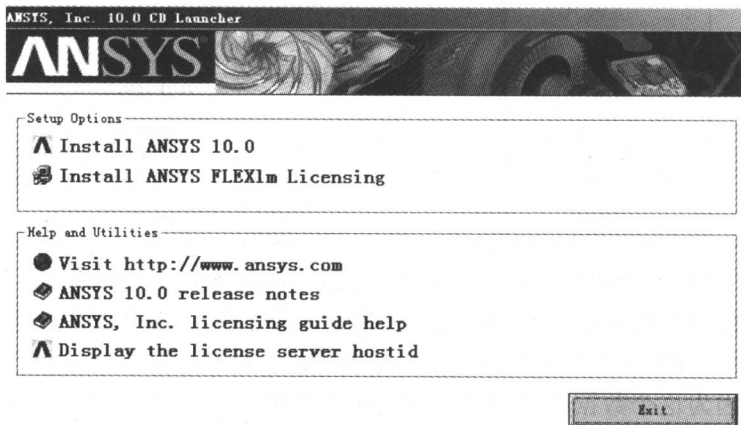 ANSYS, Inc. 10.0 CD Launcher
ANSYS
Setup Options
Install ANSYS 10.0
Install ANSYS FLEXlm Licensing
Help and Utilities
Visit http://www.ansys.com
ANSYS 10.0 release notes
ANSYS, Inc. licensing guide help
Display the license server hostid
Exit